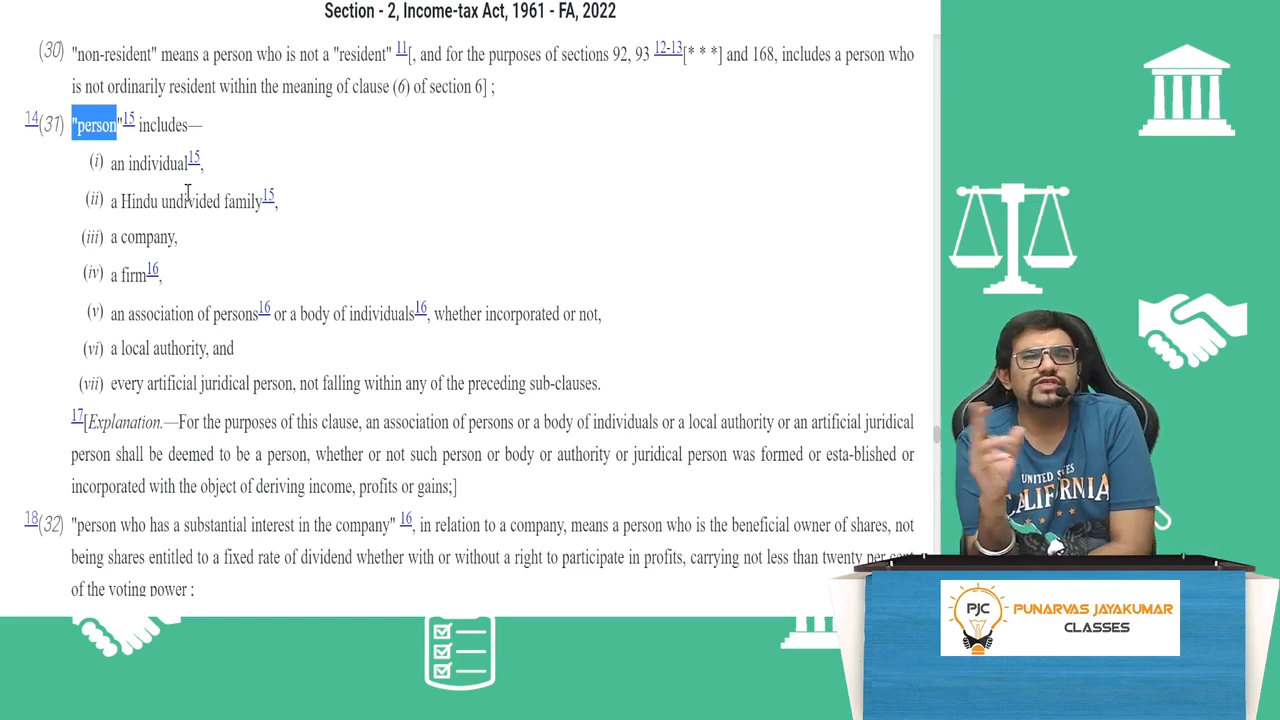 Section - 2, Income-tax Act, 1961 - FA, 2022
(30) "non-resident" means a person who is not a "resident" 11[, and for the purposes of sections 92, 93 12-13[* * *] and 168, includes a person who
is not ordinarily resident within the meaning of clause (6) of section 6] ;
14(31) "person"15 includes—
(i) an individual15,
(ii) a Hindu undivided family15,
(iii) a company,
(iv) a firm16,
(v) an association of persons16 or a body of individuals16, whether incorporated or not,
(vi) a local authority, and
(vii) every artificial juridical person, not falling within any of the preceding sub-clauses.
17[Explanation.—For the purposes of this clause, an association of persons or a body of individuals or a local authority or an artificial juridical
person shall be deemed to be a person, whether or not such person or body or authority or juridical person was formed or esta-blished or
incorporated with the object of deriving income, profits or gains;]
18(32) "person who has a substantial interest in the company" 16, in relation to a company, means a person who is the beneficial owner of shares, not
being shares entitled to a fixed rate of dividend whether with or without a right to participate in profits, carrying not less than twenty per cent
of the voting power ;
UNITED
CALIFORNIA
PJC
PUNARVAS JAYAKUMAR
CLASSES